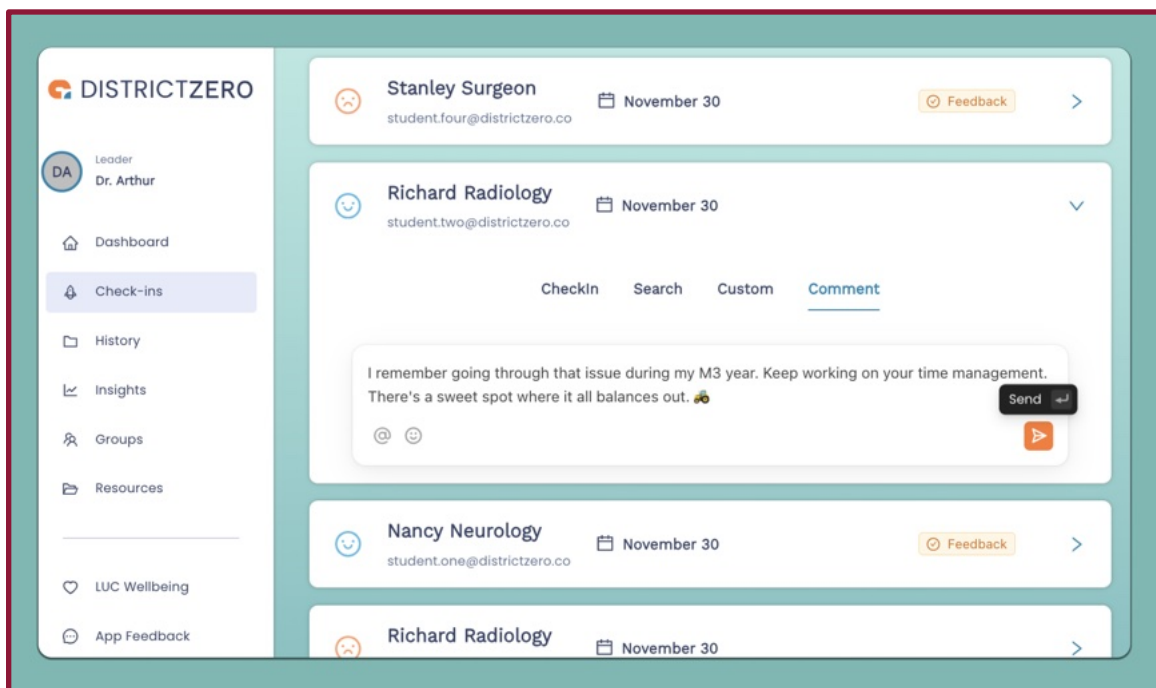 DISTRICTZERO
Leader
DA
Dr. Arthur
Dashboard
Check-ins
History
Insights
Groups
Resources
LUC Wellbeing
App Feedback
Stanley Surgeon
student.four@districtzero.co
November 30
Feedback
Richard Radiology
student.two@districtzero.co
November 30
CheckIn Search Custom Comment
I remember going through that issue during my M3 year. Keep working on your time management.
There's a sweet spot where it all balances out. 🚜
Send
@
Nancy Neurology
student.one@districtzero.co
November 30
Feedback
Richard Radiology
November 30